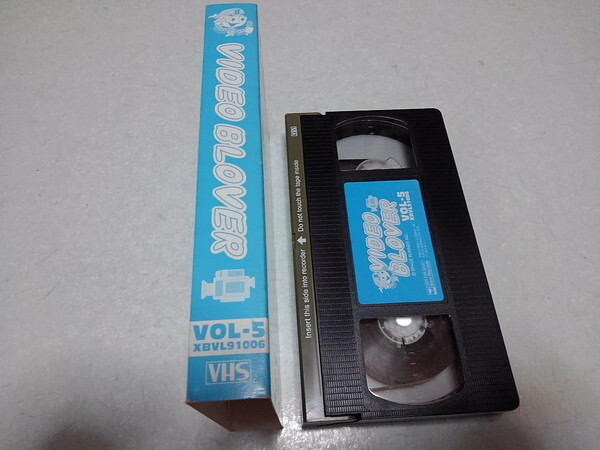 VIDEO BLOVER
VOL-5
XBVL91006
VHS
Insert this side into recorder
Do not touch the tape inside
VIDEO
BLOVER
VOL-5
XBVL91006